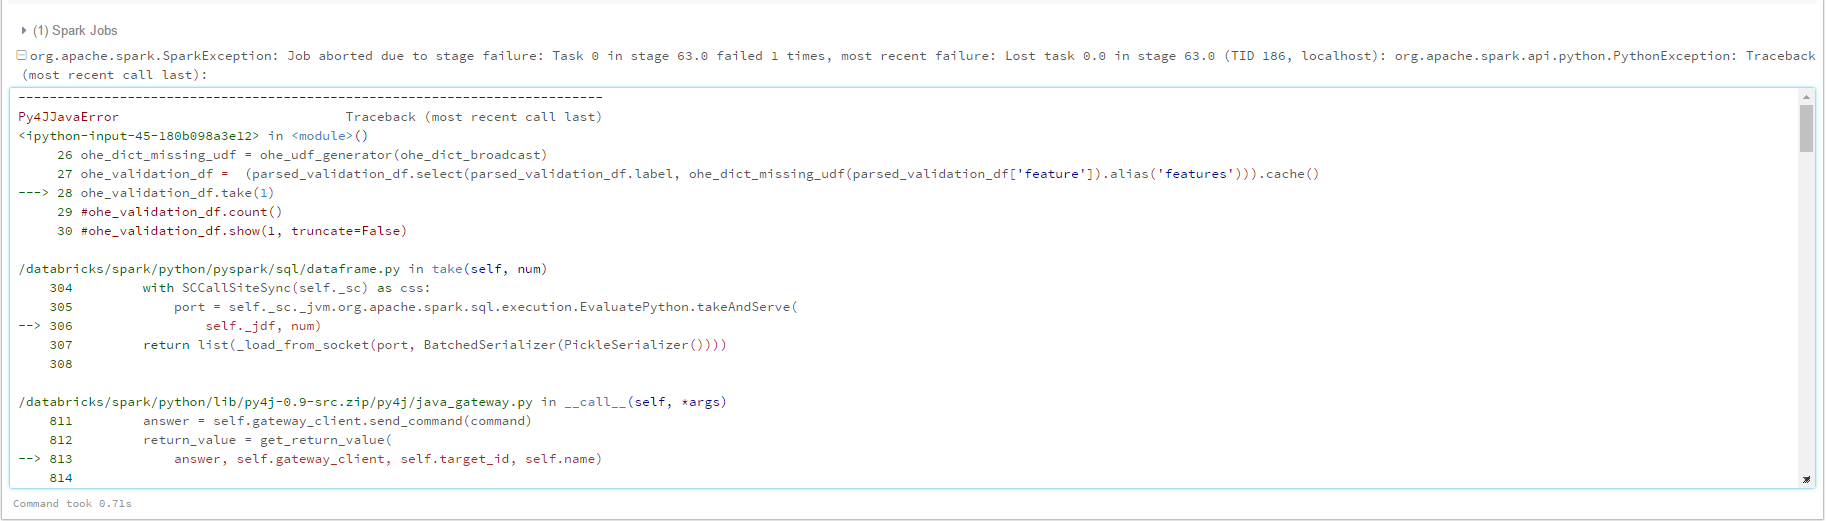 (1) Spark Jobs
org.apache.spark.SparkException: Job aborted due to stage failure: Task 0 in stage 63.0 failed 1 times, most recent failure: Lost task 0.0 in stage 63.0 (TID 186, localhost): org.apache.spark.api.python.PythonException: Traceback
(most recent call last):
---------------------------------------------------------------------------
Py4JJavaError                             Traceback (most recent call last)
<ipython-input-45-180b098a3e12> in <module>()
     26 ohe_dict_missing_udf = ohe_udf_generator(ohe_dict_broadcast)
     27 ohe_validation_df =  (parsed_validation_df.select(parsed_validation_df.label, ohe_dict_missing_udf(parsed_validation_df['feature']).alias('features'))).cache()
---> 28 ohe_validation_df.take(1)
     29 #ohe_validation_df.count()
     30 #ohe_validation_df.show(1, truncate=False)
/databricks/spark/python/pyspark/sql/dataframe.py in take(self, num)
    304         with SCCallSiteSync(self._sc) as css:
    305             port = self._sc._jvm.org.apache.spark.sql.execution.EvaluatePython.takeAndServe(
--> 306                 self._jdf, num)
    307         return list(_load_from_socket(port, BatchedSerializer(PickleSerializer())))
    308
/databricks/spark/python/lib/py4j-0.9-src.zip/py4j/java_gateway.py in __call__(self, *args)
    811         answer = self.gateway_client.send_command(command)
    812         return_value = get_return_value(
--> 813             answer, self.gateway_client, self.target_id, self.name)
    814
Command took 0.71s